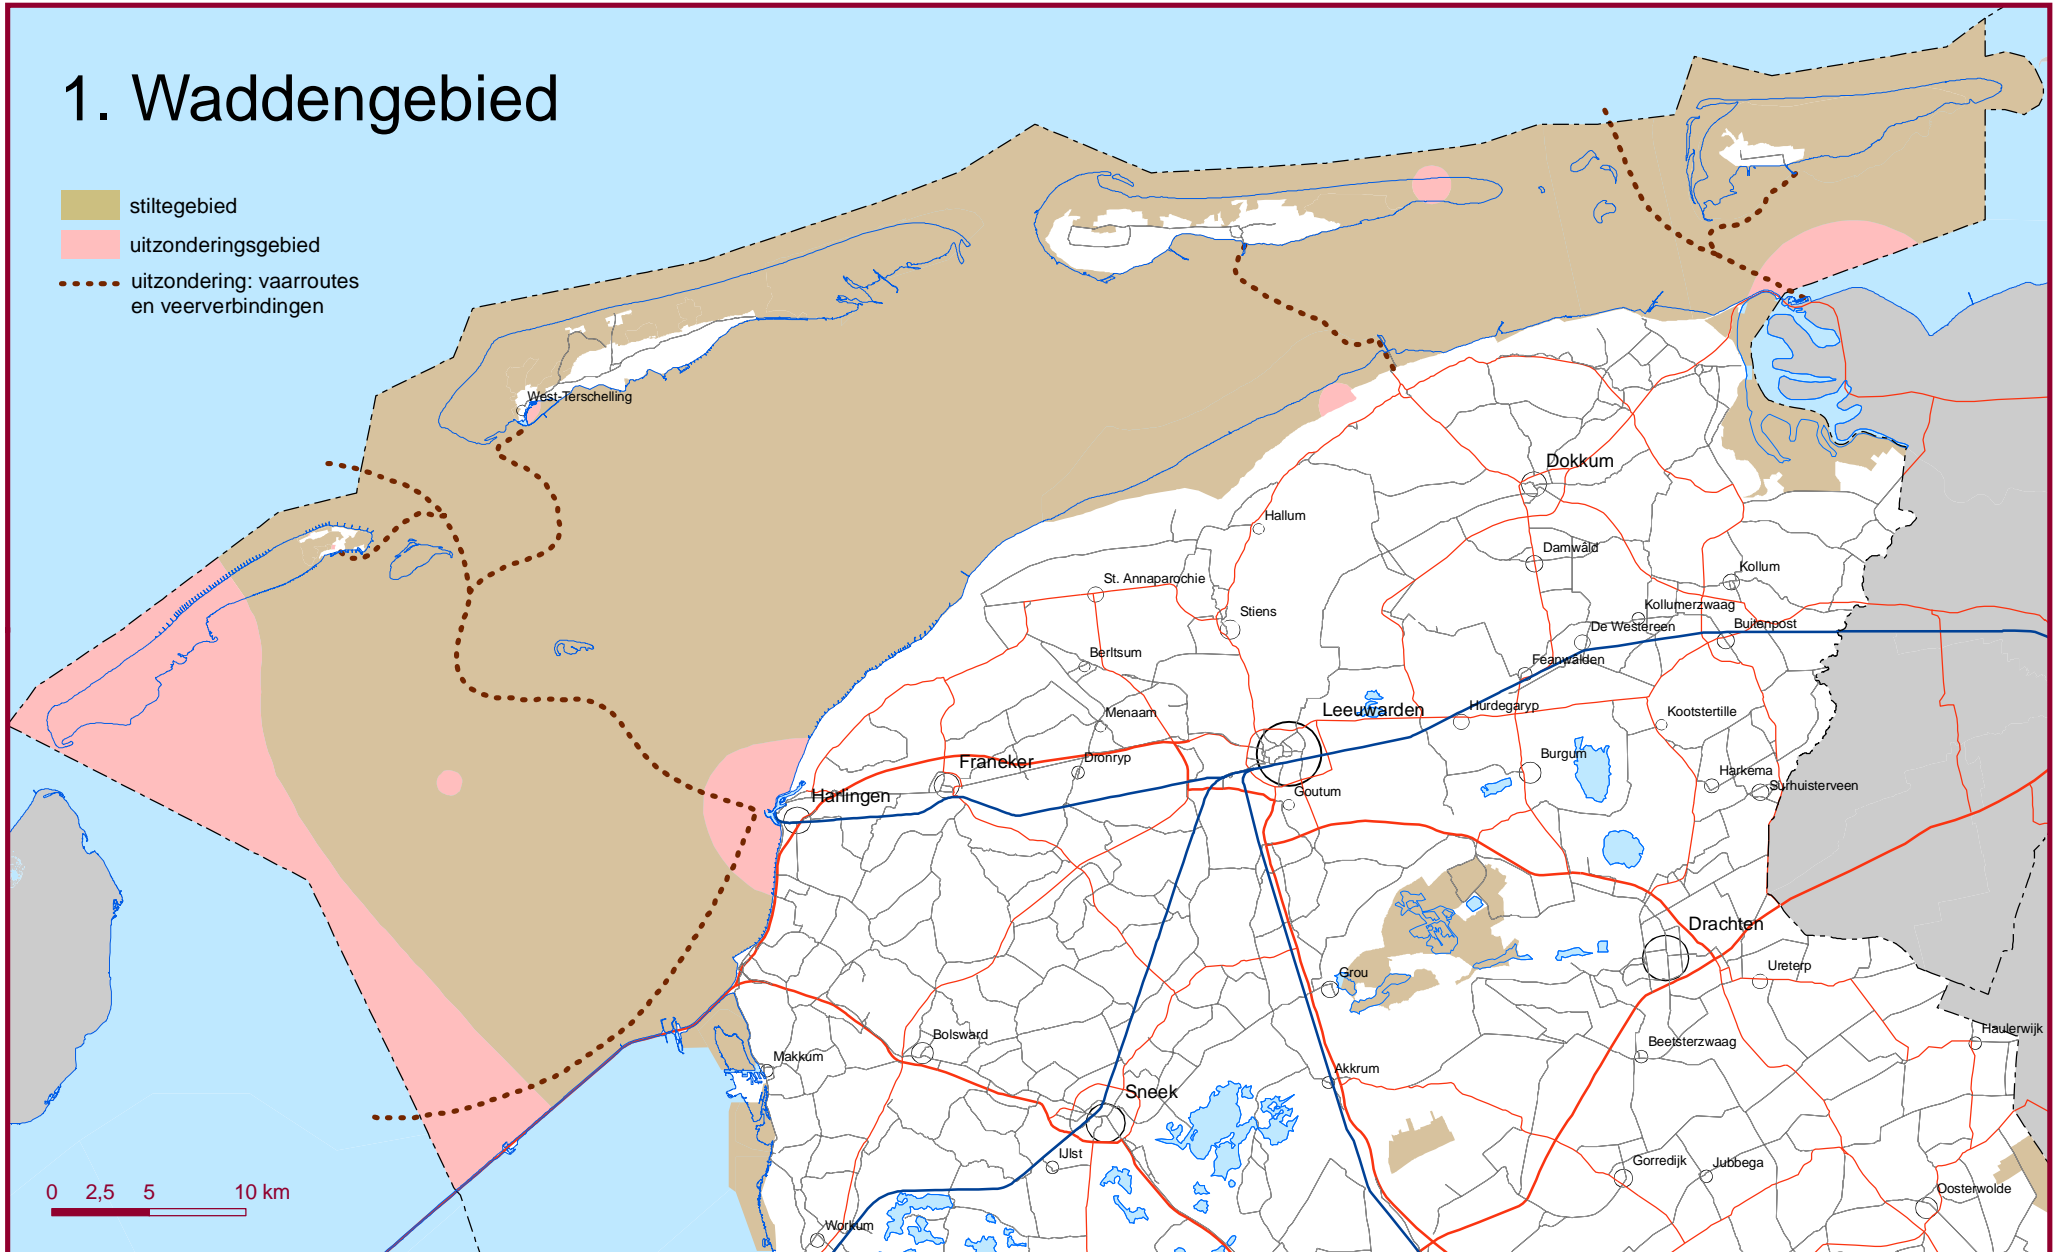 1. Waddengebied
stiltegebied
uitzonderingsgebied
uitzondering: vaarroutes
en veerverbindingen
West-Terschelling
Dokkum
Hallum
Damwâld
St. Annaparochie
Kollum
Stiens
Kollumerzwaag
De Westereen
Buitenpost
Berltsum
Feanwâlden
Menaam
Leeuwarden
Hurdegaryp
Kootstertille
Franeker
Dronryp
Burgum
Harkema
Surhuisterveen
Harlingen
Goutum
Drachten
Grou
Ureterp
Bolsward
Haulerwijk
Makkum
Beetsterzwaag
Akkrum
Sneek
IJlst
Gorredijk
Jubbega
Oosterwolde
0 2,5 5 10 km
Workum